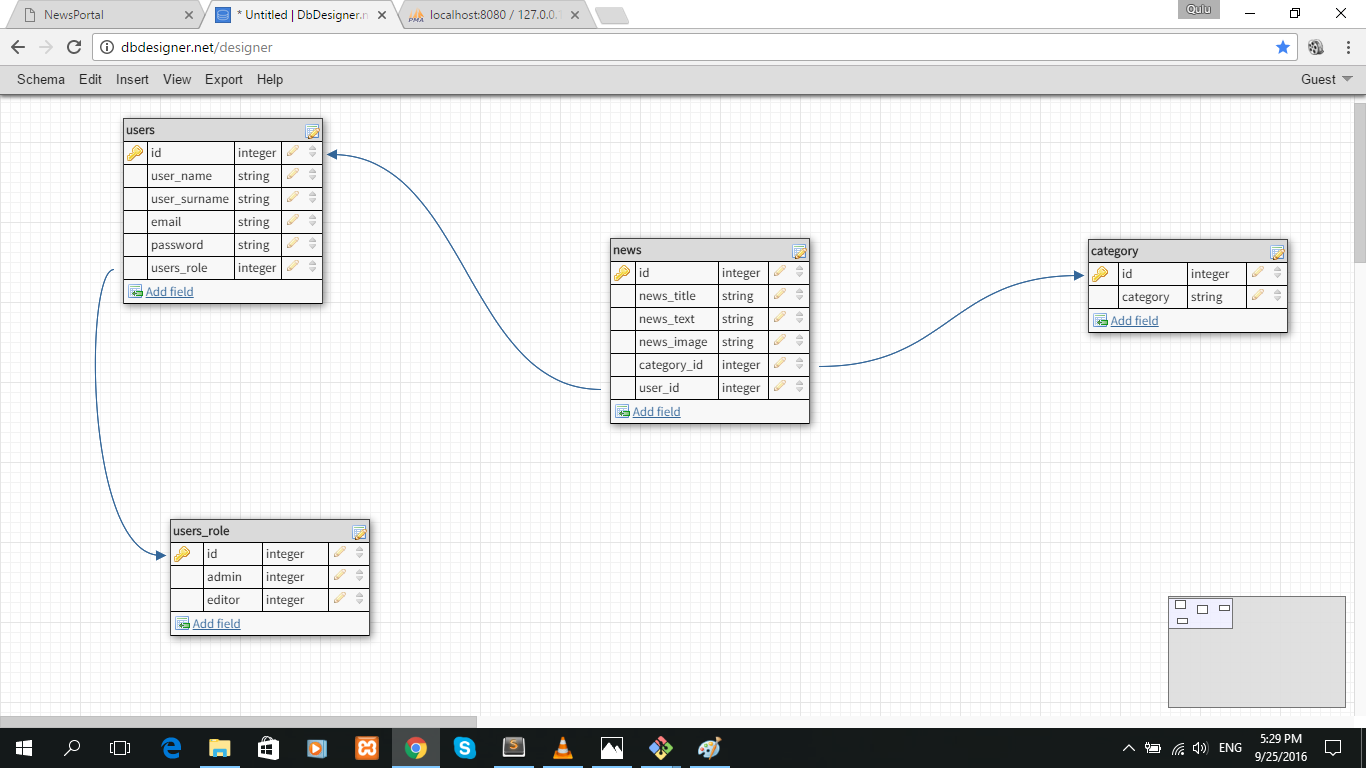 NewsPortal
* Untitled | DbDesigner.n
localhost:8080 / 127.0.0.1
Qulu
dbdesigner.net/designer
Schema Edit Insert View Export Help
Guest
users
id integer
user_name string
user_surname string
email string
password string
users_role integer
Add field
news
id integer
news_title string
news_text string
news_image string
category_id integer
user_id integer
Add field
category
id integer
category string
Add field
users_role
id integer
admin integer
editor integer
Add field
ENG
5:29 PM
9/25/2016